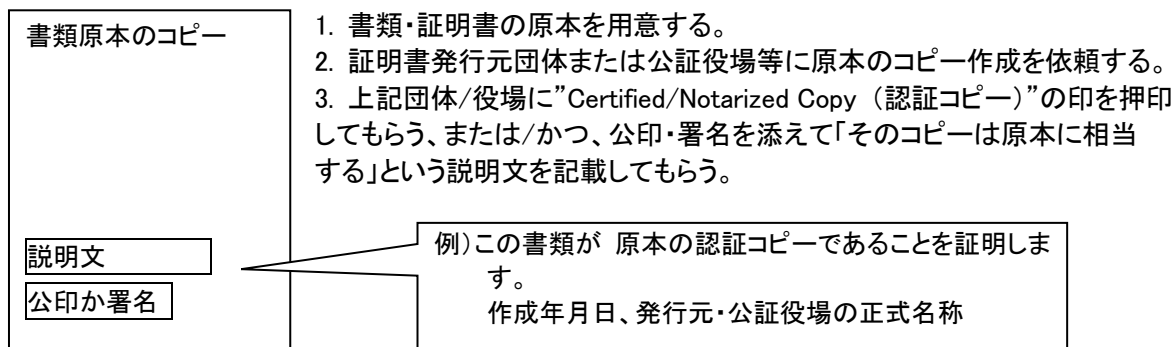 書類原本のコピー
1. 書類・証明書の原本を用意する。
2. 証明書発行元団体または公証役場等に原本のコピー作成を依頼する。
3. 上記団体/役場に”Certified/Notarized Copy （認証コピー）”の印を押印
してもらう、または/かつ、公印・署名を添えて「そのコピーは原本に相当
する」という説明文を記載してもらう。
説明文
公印か署名
例）この書類が 原本の認証コピーであることを証明しま
す。
作成年月日、発行元・公証役場の正式名称